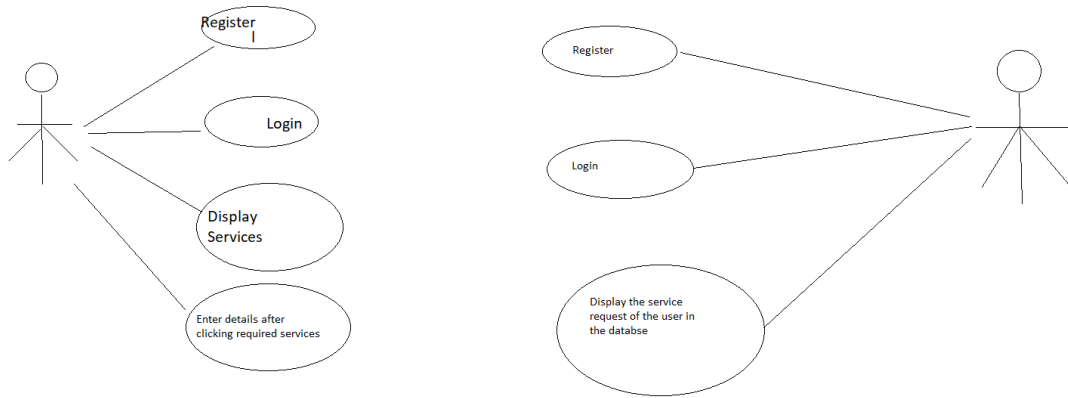 Register
Login
Display
Services
Enter details after
clicking required services
Register
Login
Display the service
request of the user in
the databse